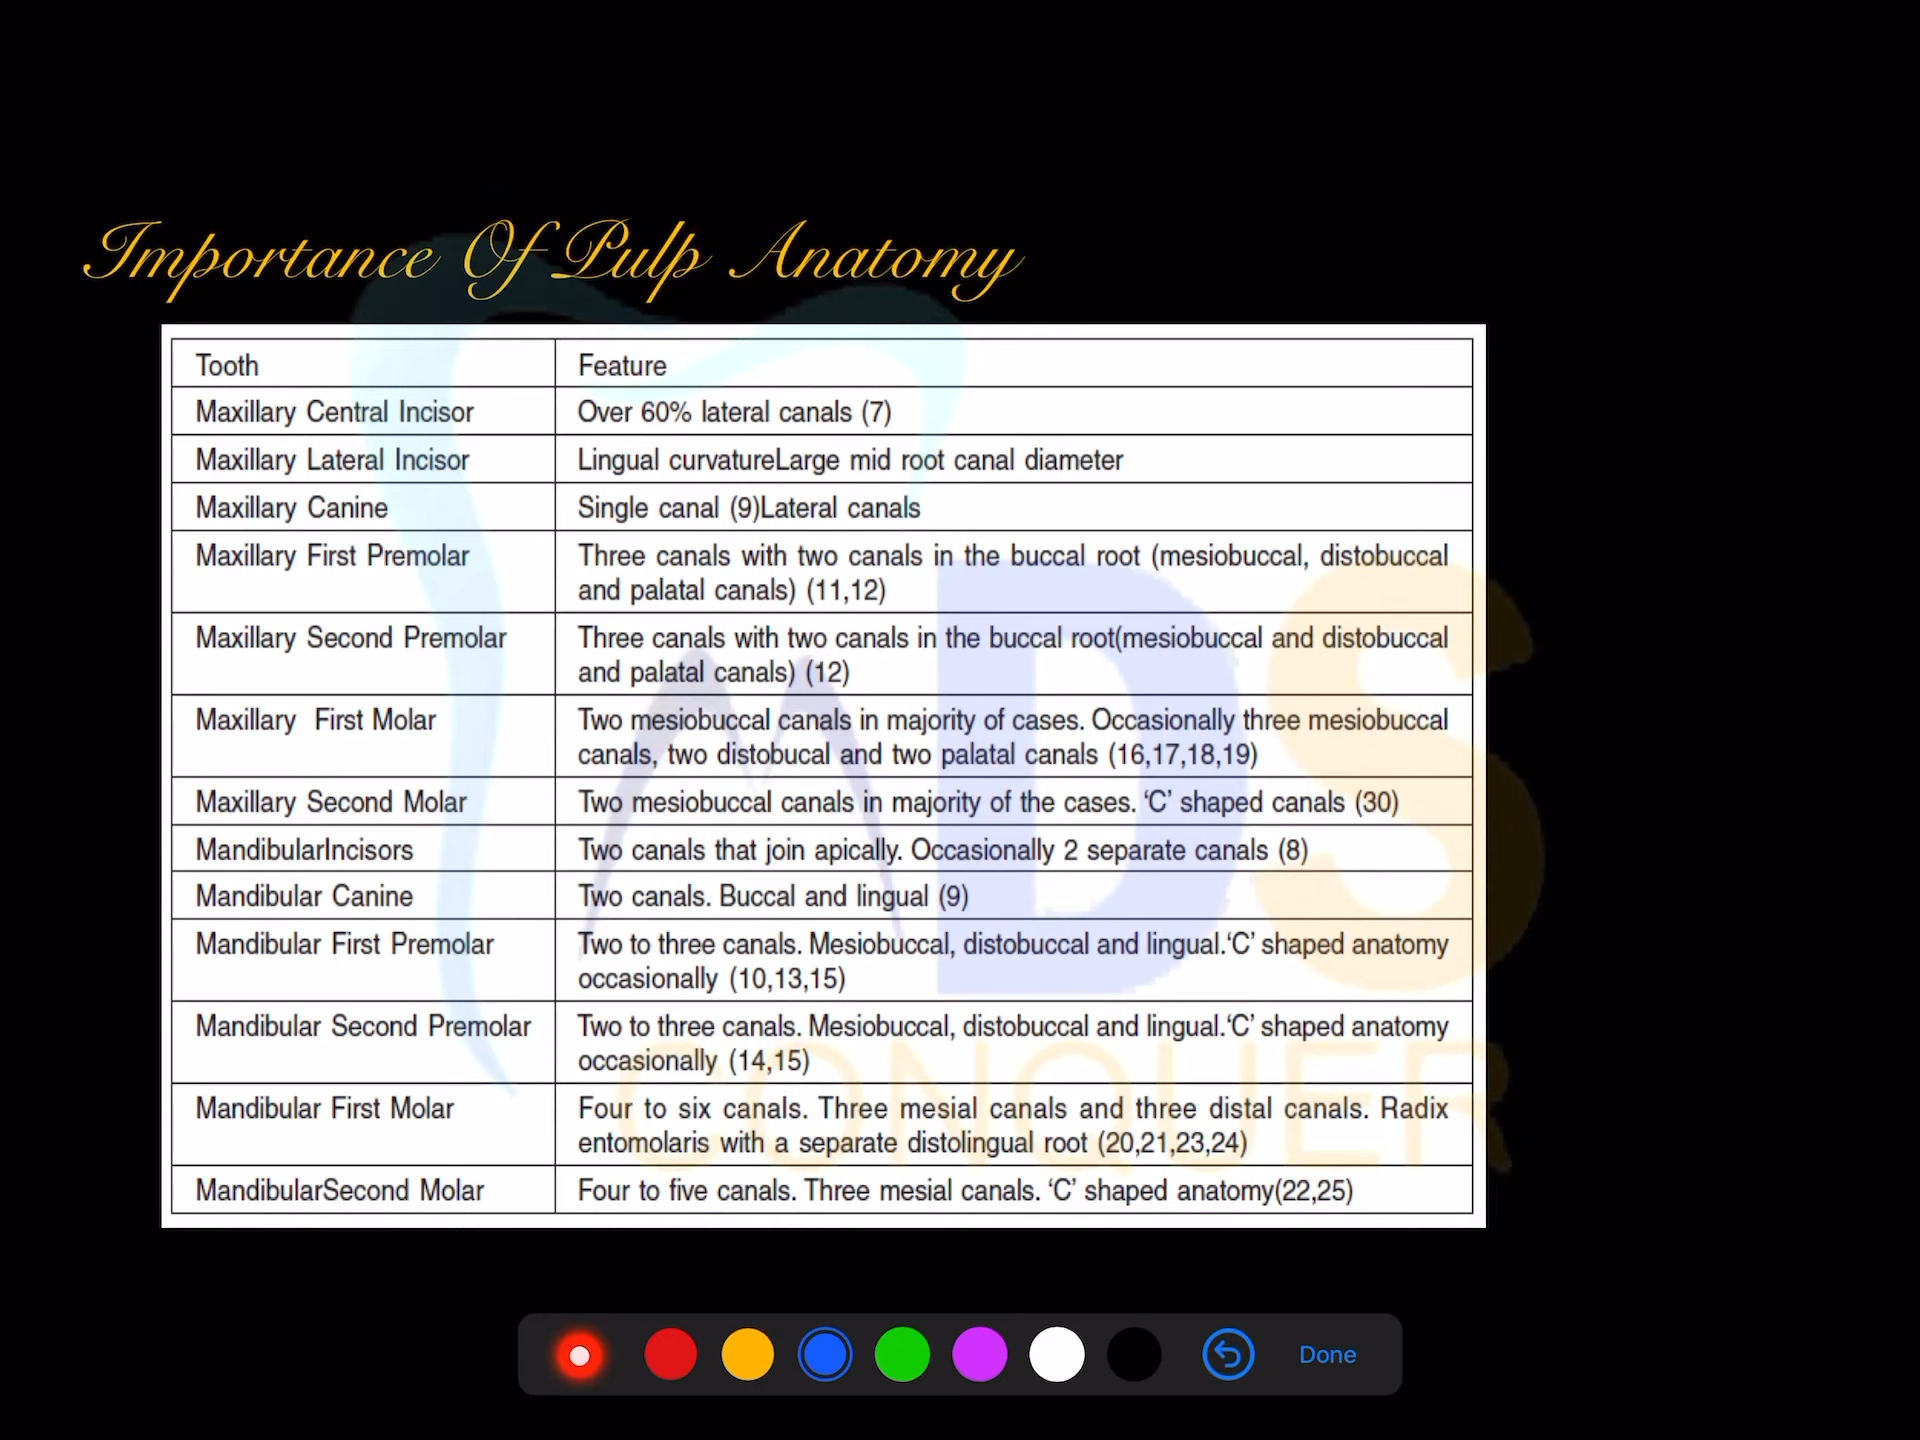 Importance Of Pulp Anatomy
Tooth Feature
Maxillary Central Incisor Over 60% lateral canals (7)
Maxillary Lateral Incisor Lingual curvatureLarge mid root canal diameter
Maxillary Canine Single canal (9)Lateral canals
Maxillary First Premolar Three canals with two canals in the buccal root (mesiobuccal, distobuccal
and palatal canals) (11,12)
Maxillary Second Premolar Three canals with two canals in the buccal root(mesiobuccal and distobuccal
and palatal canals) (12)
Maxillary First Molar Two mesiobuccal canals in majority of cases. Occasionally three mesiobuccal
canals, two distobucal and two palatal canals (16,17,18,19)
Maxillary Second Molar Two mesiobuccal canals in majority of the cases. ‘C’ shaped canals (30)
MandibularIncisors Two canals that join apically. Occasionally 2 separate canals (8)
Mandibular Canine Two canals. Buccal and lingual (9)
Mandibular First Premolar Two to three canals. Mesiobuccal, distobuccal and lingual.‘C’ shaped anatomy
occasionally (10,13,15)
Mandibular Second Premolar Two to three canals. Mesiobuccal, distobuccal and lingual.‘C’ shaped anatomy
occasionally (14,15)
Mandibular First Molar Four to six canals. Three mesial canals and three distal canals. Radix
entomolaris with a separate distolingual root (20,21,23,24)
MandibularSecond Molar Four to five canals. Three mesial canals. ‘C’ shaped anatomy(22,25)
MDS
CONQUER
Done